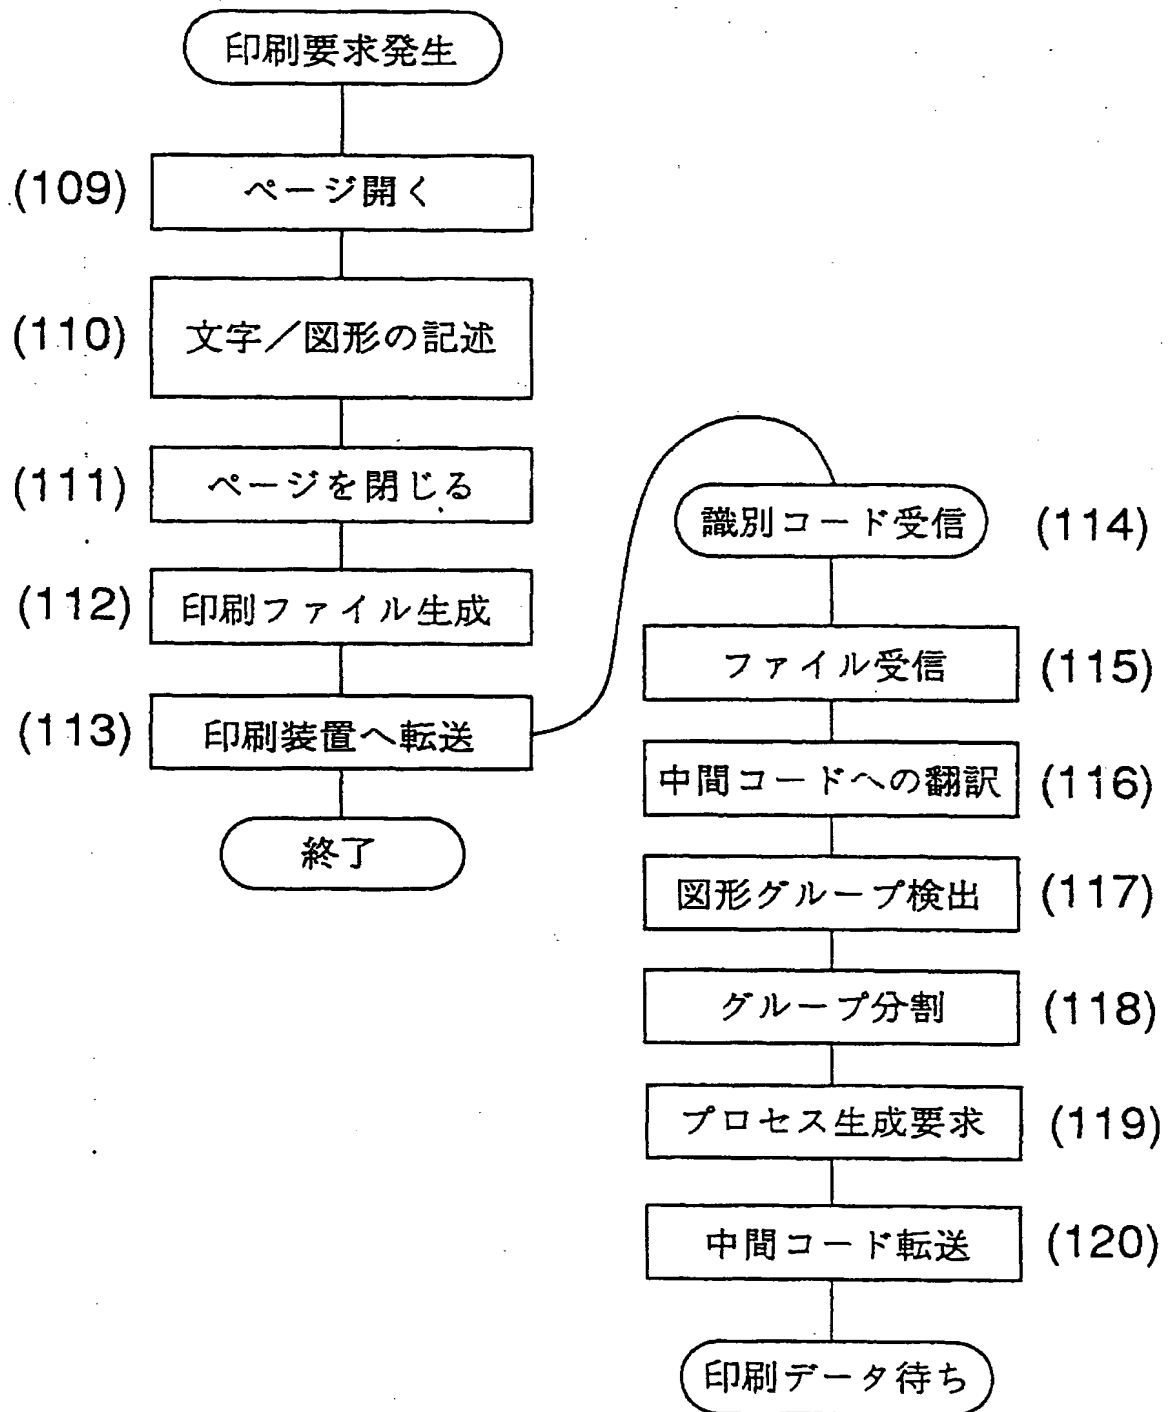 印刷要求発生
(109) ページ開く
(110) 文字／図形の記述
(111) ページを閉じる
(112) 印刷ファイル生成
(113) 印刷装置へ転送
終了
識別コード受信 (114)
ファイル受信 (115)
中間コードへの翻訳 (116)
図形グループ検出 (117)
グループ分割 (118)
プロセス生成要求 (119)
中間コード転送 (120)
印刷データ待ち